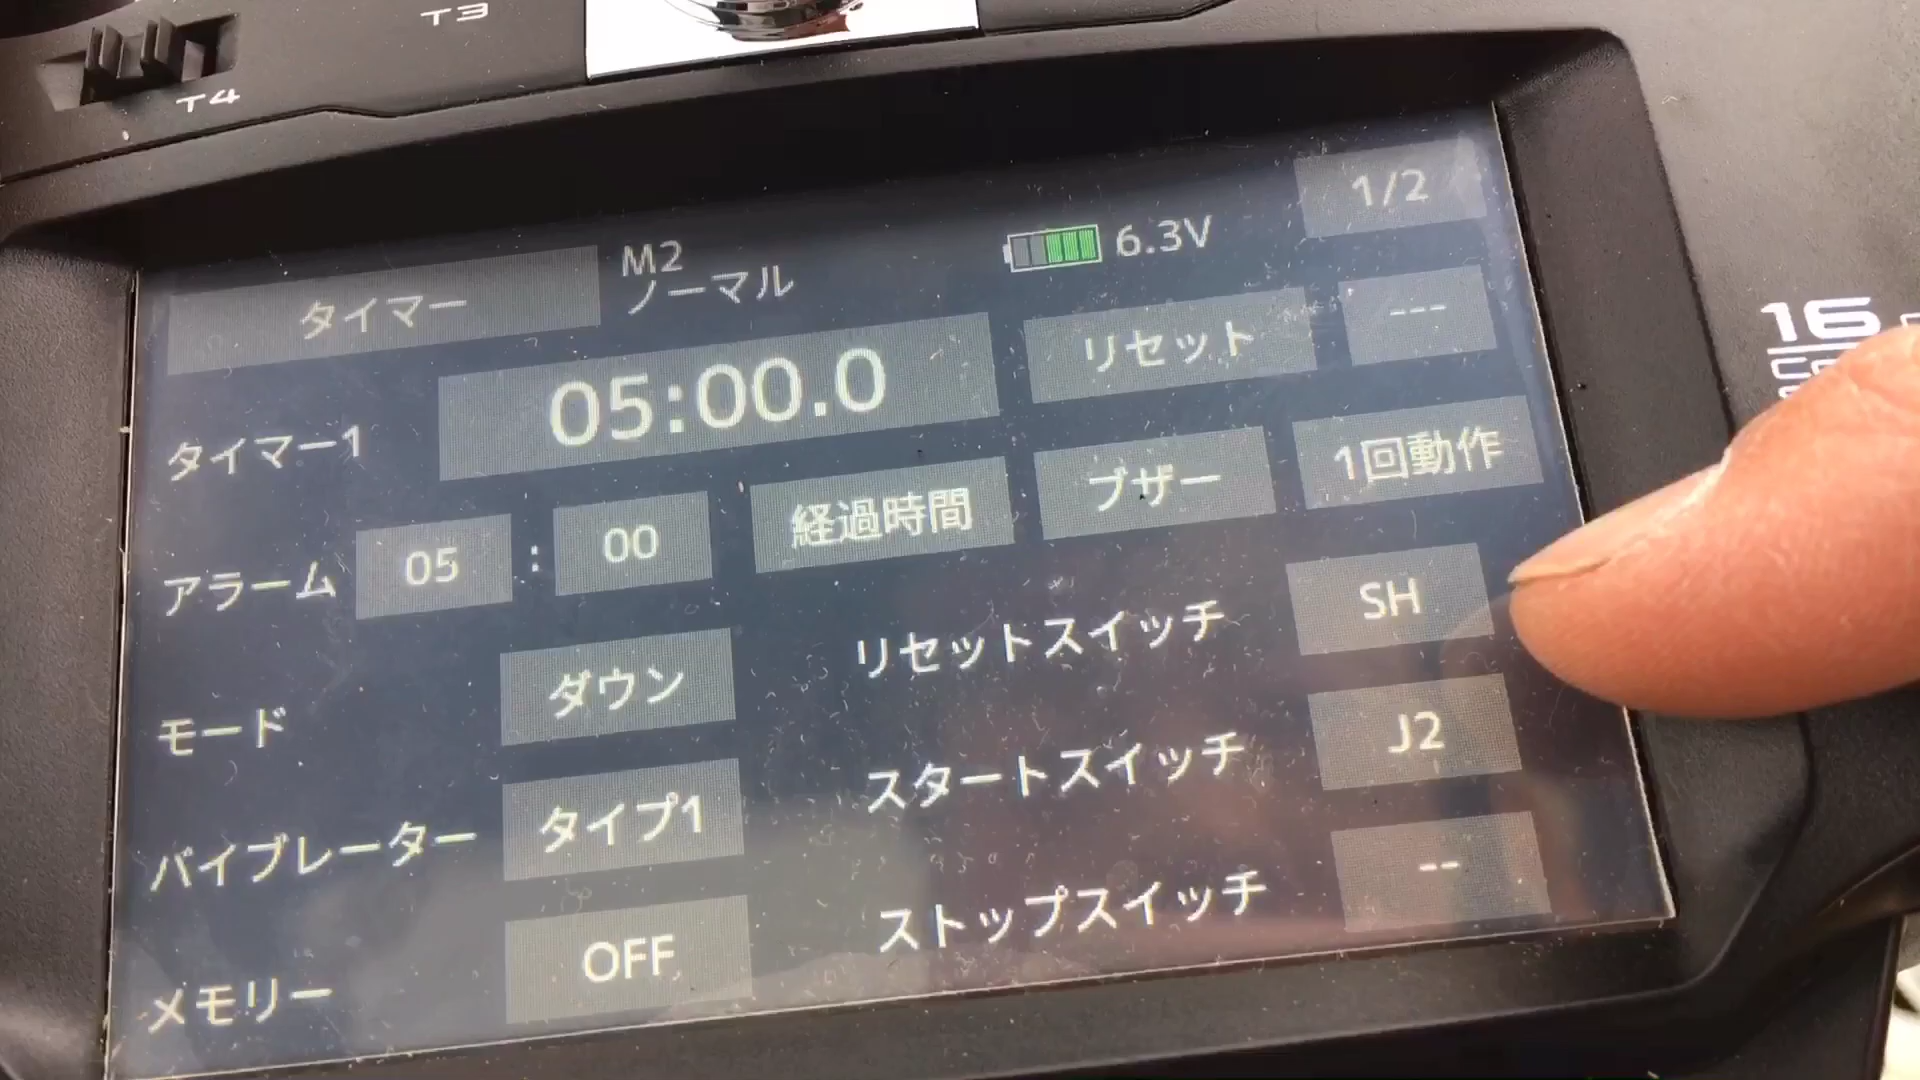 T3
T4
タイマー
M2
ノーマル
6.3V
1/2
タイマー1
05:00.0
リセット
---
アラーム
05
:
00
経過時間
ブザー
1回動作
モード
ダウン
リセットスイッチ
SH
バイブレーター
タイプ1
スタートスイッチ
J2
メモリー
OFF
ストップスイッチ
--
16